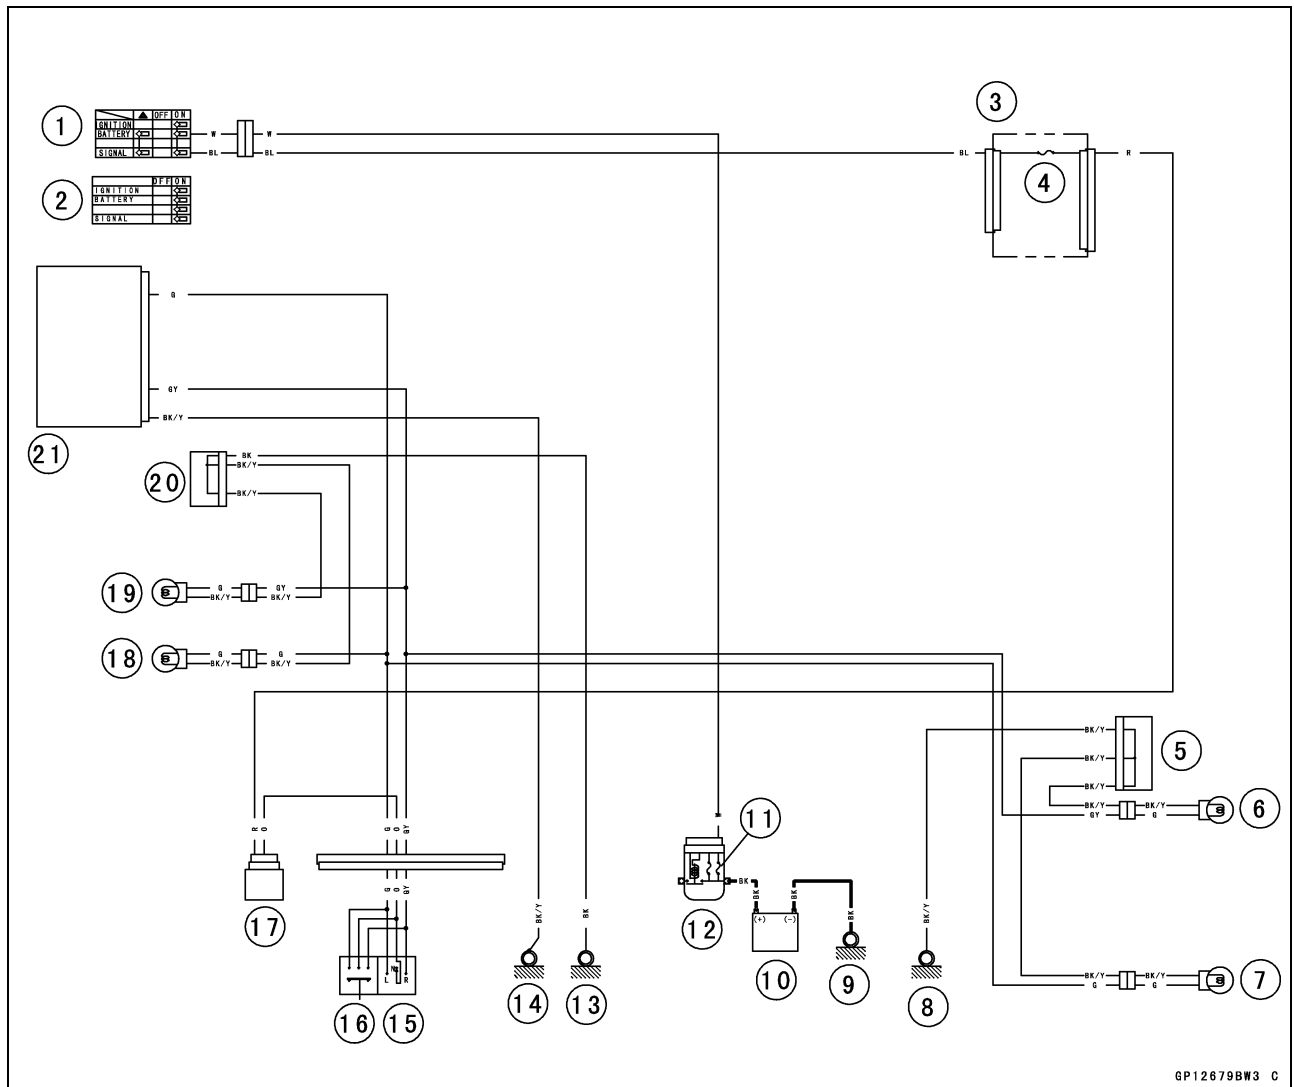 1
▲ OFF ON
IGNITION
BATTERY
SIGNAL
W W
BL BL
2
OFF ON
IGNITION
BATTERY
SIGNAL
3
BL
R
4
G
GY
BK/Y
21
20
BK
BK/Y
BK/Y
19
G GY
BK/Y BK/Y
18
G G
BK/Y BK/Y
BK/Y
BK/Y
BK/Y
5
BK/Y BK/Y
GY G
6
R O
G O GY
W
11
17
G O GY
BK
BK
(+) (-)
BK
BK
12
10
9
L N R
16 15
BK/Y
14
BK
13
BK/Y
8
BK/Y BK/Y
G G
7
GP12679BW3 C